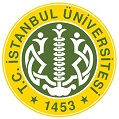 T.C. İSTANBUL ÜNİVERSİTESİ
1453